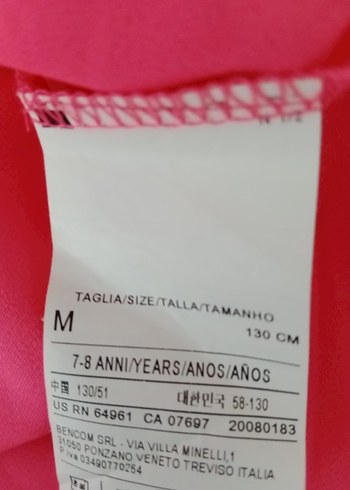 TAGLIA/SIZE/TALLA/TAMANHO
M 130 CM
7-8 ANNI/YEARS/ANOS/AÑOS
中国 130/51 대한민국 58-130
US RN 64961 CA 07697 20080183
BENCOM SRL - VIA VILLA MINELLI,1
31050 PONZANO VENETO TREVISO ITALIA
P.IVA 03490770264